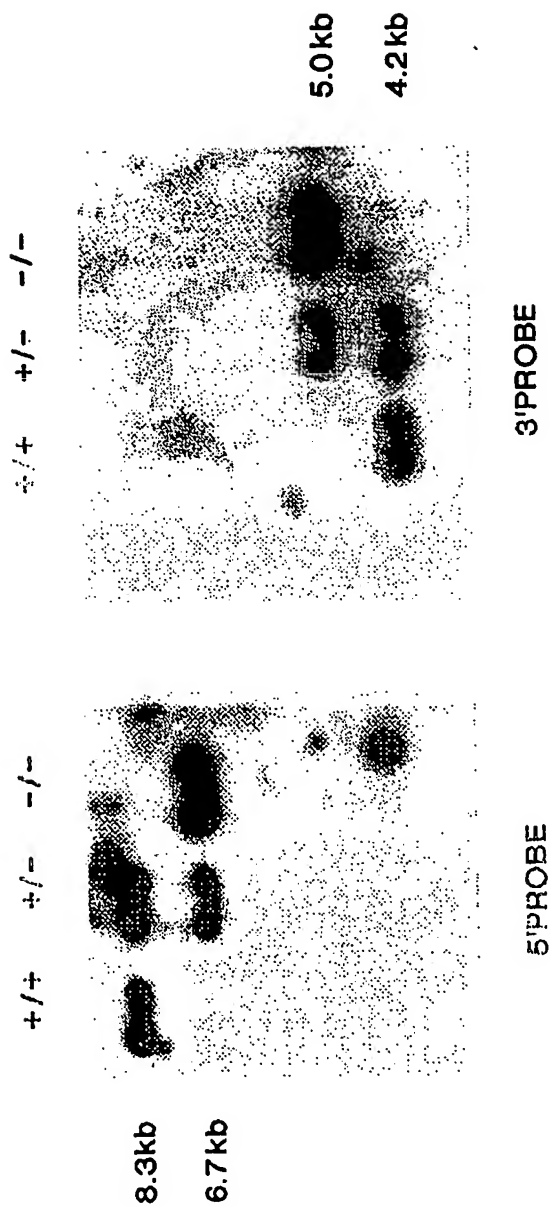 +/+ +/- -/-
8.3kb
6.7kb
5'PROBE
+/+ +/- -/-
5.0kb
4.2kb
3'PROBE